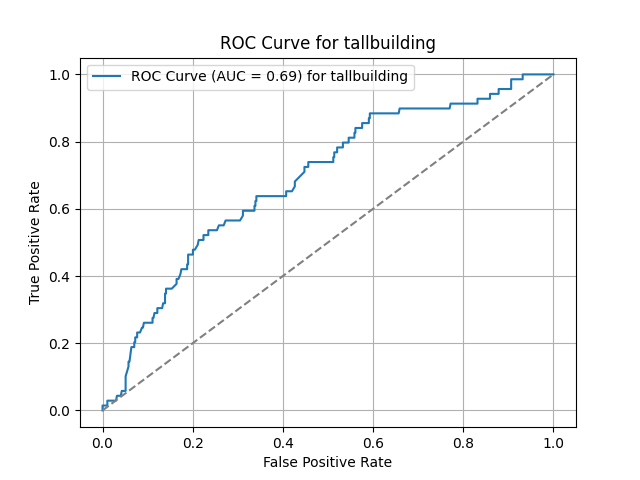 ROC Curve for tallbuilding
ROC Curve (AUC = 0.69) for tallbuilding
True Positive Rate
1.0
0.8
0.6
0.4
0.2
0.0
0.0 0.2 0.4 0.6 0.8 1.0
False Positive Rate